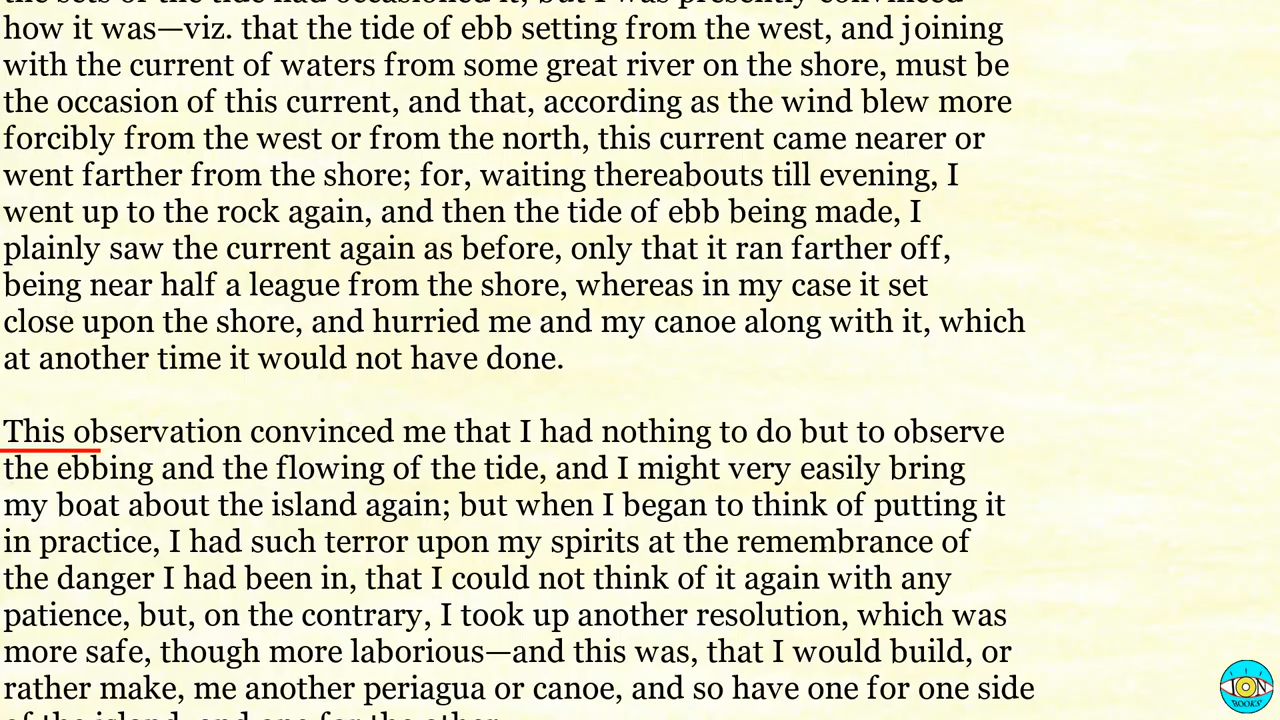 how it was—viz. that the tide of ebb setting from the west, and joining
with the current of waters from some great river on the shore, must be
the occasion of this current, and that, according as the wind blew more
forcibly from the west or from the north, this current came nearer or
went farther from the shore; for, waiting thereabouts till evening, I
went up to the rock again, and then the tide of ebb being made, I
plainly saw the current again as before, only that it ran farther off,
being near half a league from the shore, whereas in my case it set
close upon the shore, and hurried me and my canoe along with it, which
at another time it would not have done.
This observation convinced me that I had nothing to do but to observe
the ebbing and the flowing of the tide, and I might very easily bring
my boat about the island again; but when I began to think of putting it
in practice, I had such terror upon my spirits at the remembrance of
the danger I had been in, that I could not think of it again with any
patience, but, on the contrary, I took up another resolution, which was
more safe, though more laborious—and this was, that I would build, or
rather make, me another periagua or canoe, and so have one for one side
ION
BOOKS